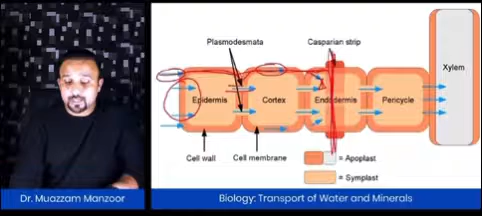 Plasmodesmata
Casparian strip
Xylem
Epidermis
Cortex
Endodermis
Pericycle
Cell wall
Cell membrane
= Apoplast
= Symplast
Dr. Muazzam Manzoor
Biology: Transport of Water and Minerals